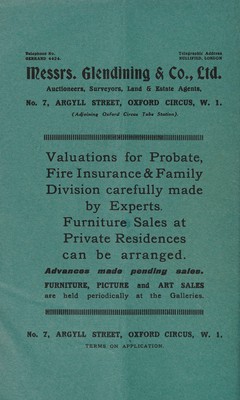 Telephone No. Telegraphic Address
GERRARD 4424. LONDON
Messrs. Glendining & Co., Ltd.
Auctioneers, Surveyors, Land & Estate Agents,
No. 7, ARGYLL STREET, OXFORD CIRCUS, W. 1.
(Adjoining Oxford Circus Tube Station).
Valuations for Probate,
Fire Insurance & Family
Division carefully made
by Experts.
Furniture Sales at
Private Residences
can be arranged.
Advances made pending sales.
FURNITURE, PICTURE and ART SALES
are held periodically at the Galleries.
No. 7, ARGYLL STREET, OXFORD CIRCUS, W. 1.
TERMS ON APPLICATION.